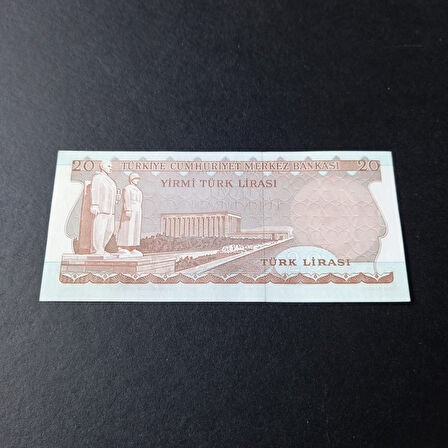 20 TÜRKİYE CUMHURİYET MERKEZ BANKASI 20
YİRMİ TÜRK LİRASI
TÜRK LİRASI